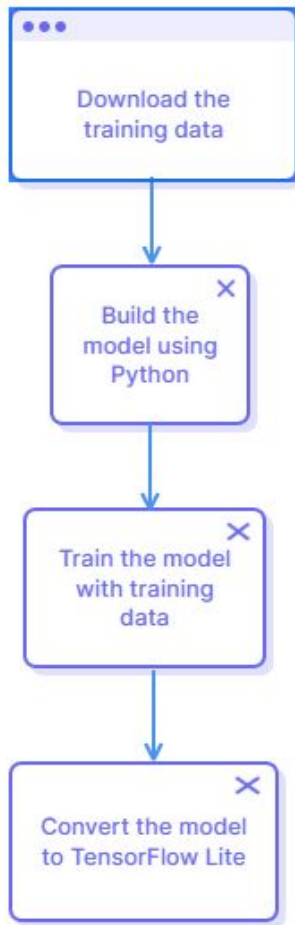 Download the
training data
Build the
model using
Python
Train the model
with training
data
Convert the model
to TensorFlow Lite